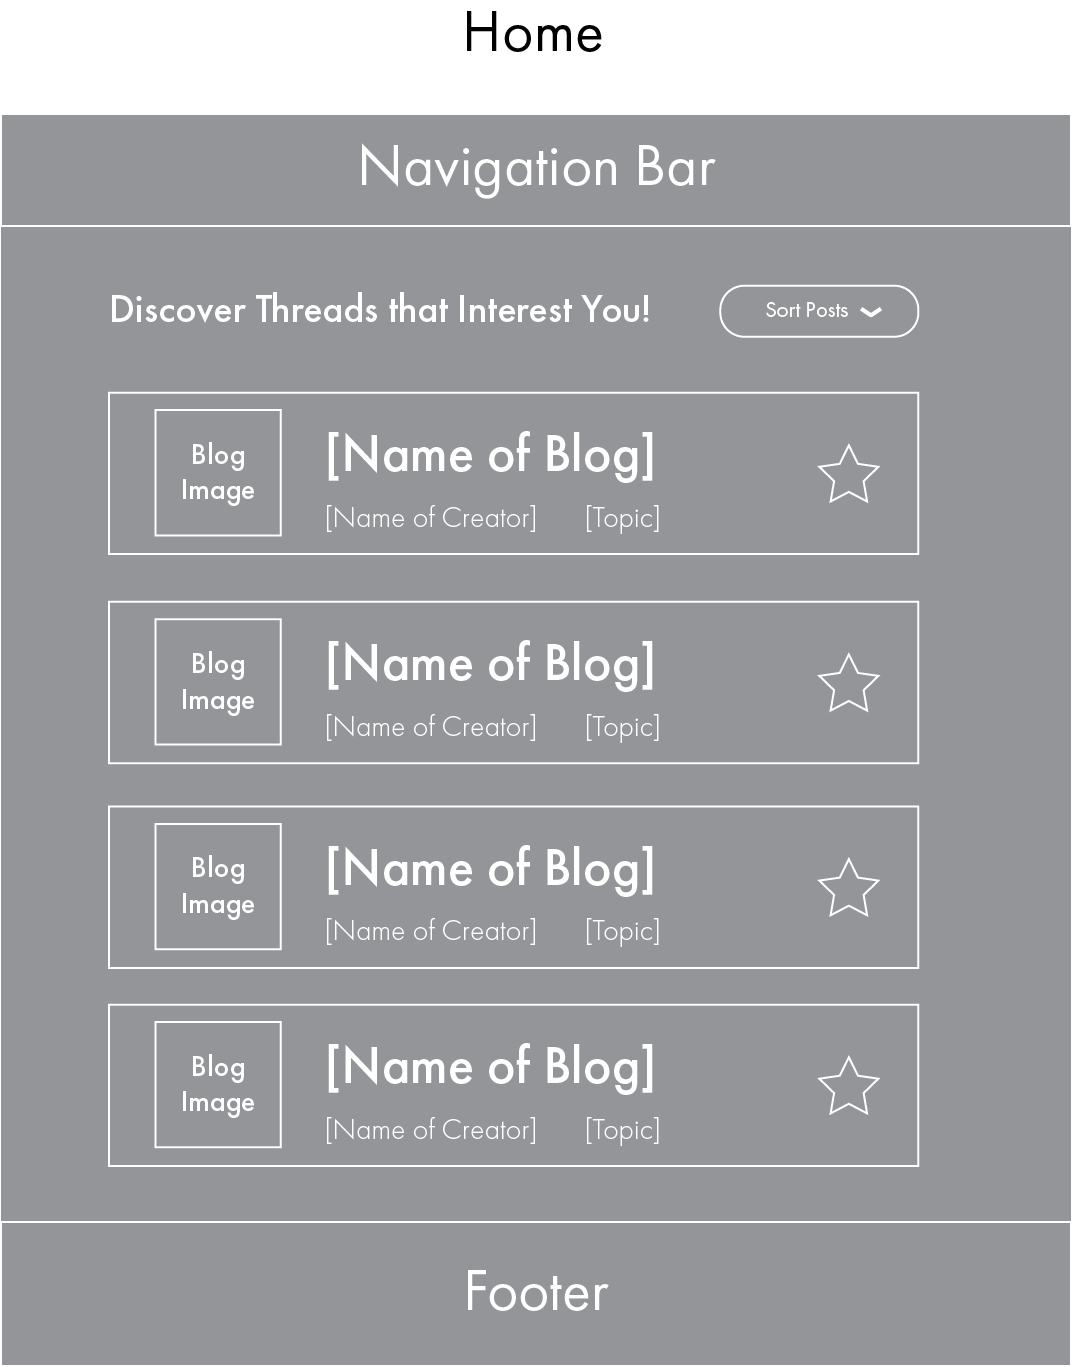 Home
Navigation Bar
Discover Threads that Interest You!
Sort Posts
Blog
Image
[Name of Blog]
[Name of Creator] [Topic]
Blog
Image
[Name of Blog]
[Name of Creator] [Topic]
Blog
Image
[Name of Blog]
[Name of Creator] [Topic]
Blog
Image
[Name of Blog]
[Name of Creator] [Topic]
Footer